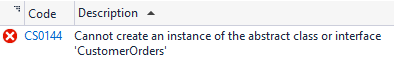 Code Description
CS0144 Cannot create an instance of the abstract class or interface
'CustomerOrders'